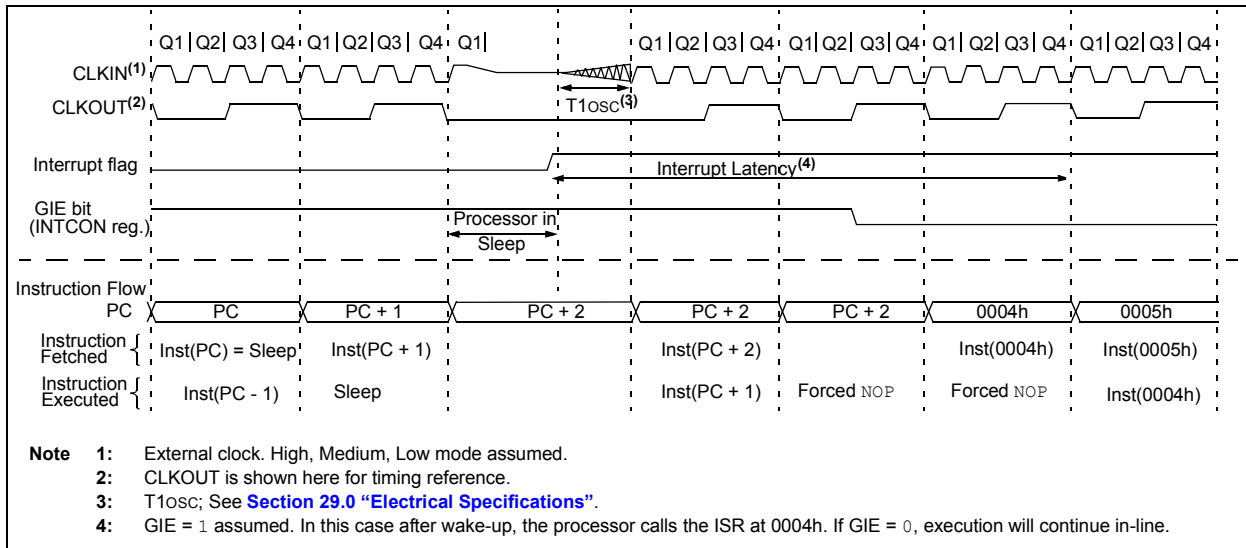 Q1 Q2 Q3 Q4 Q1 Q2 Q3 Q4 Q1 Q1 Q2 Q3 Q4 Q1 Q2 Q3 Q4 Q1 Q2 Q3 Q4 Q1 Q2 Q3 Q4
CLKIN(1)
CLKOUT(2)
T1OSC(3)
Interrupt flag
Interrupt Latency(4)
GIE bit
(INTCON reg.)
Processor in
Sleep
Instruction Flow
PC PC PC + 1 PC + 2 PC + 2 PC + 2 0004h 0005h
Instruction
Fetched
Inst(PC) = Sleep Inst(PC + 1) Inst(PC + 2) Inst(0004h) Inst(0005h)
Instruction
Executed
Inst(PC - 1) Sleep Inst(PC + 1) Forced NOP Forced NOP Inst(0004h)
Note 1: External clock. High, Medium, Low mode assumed.
2: CLKOUT is shown here for timing reference.
3: T1OSC; See Section 29.0 “Electrical Specifications”.
4: GIE = 1 assumed. In this case after wake-up, the processor calls the ISR at 0004h. If GIE = 0, execution will continue in-line.